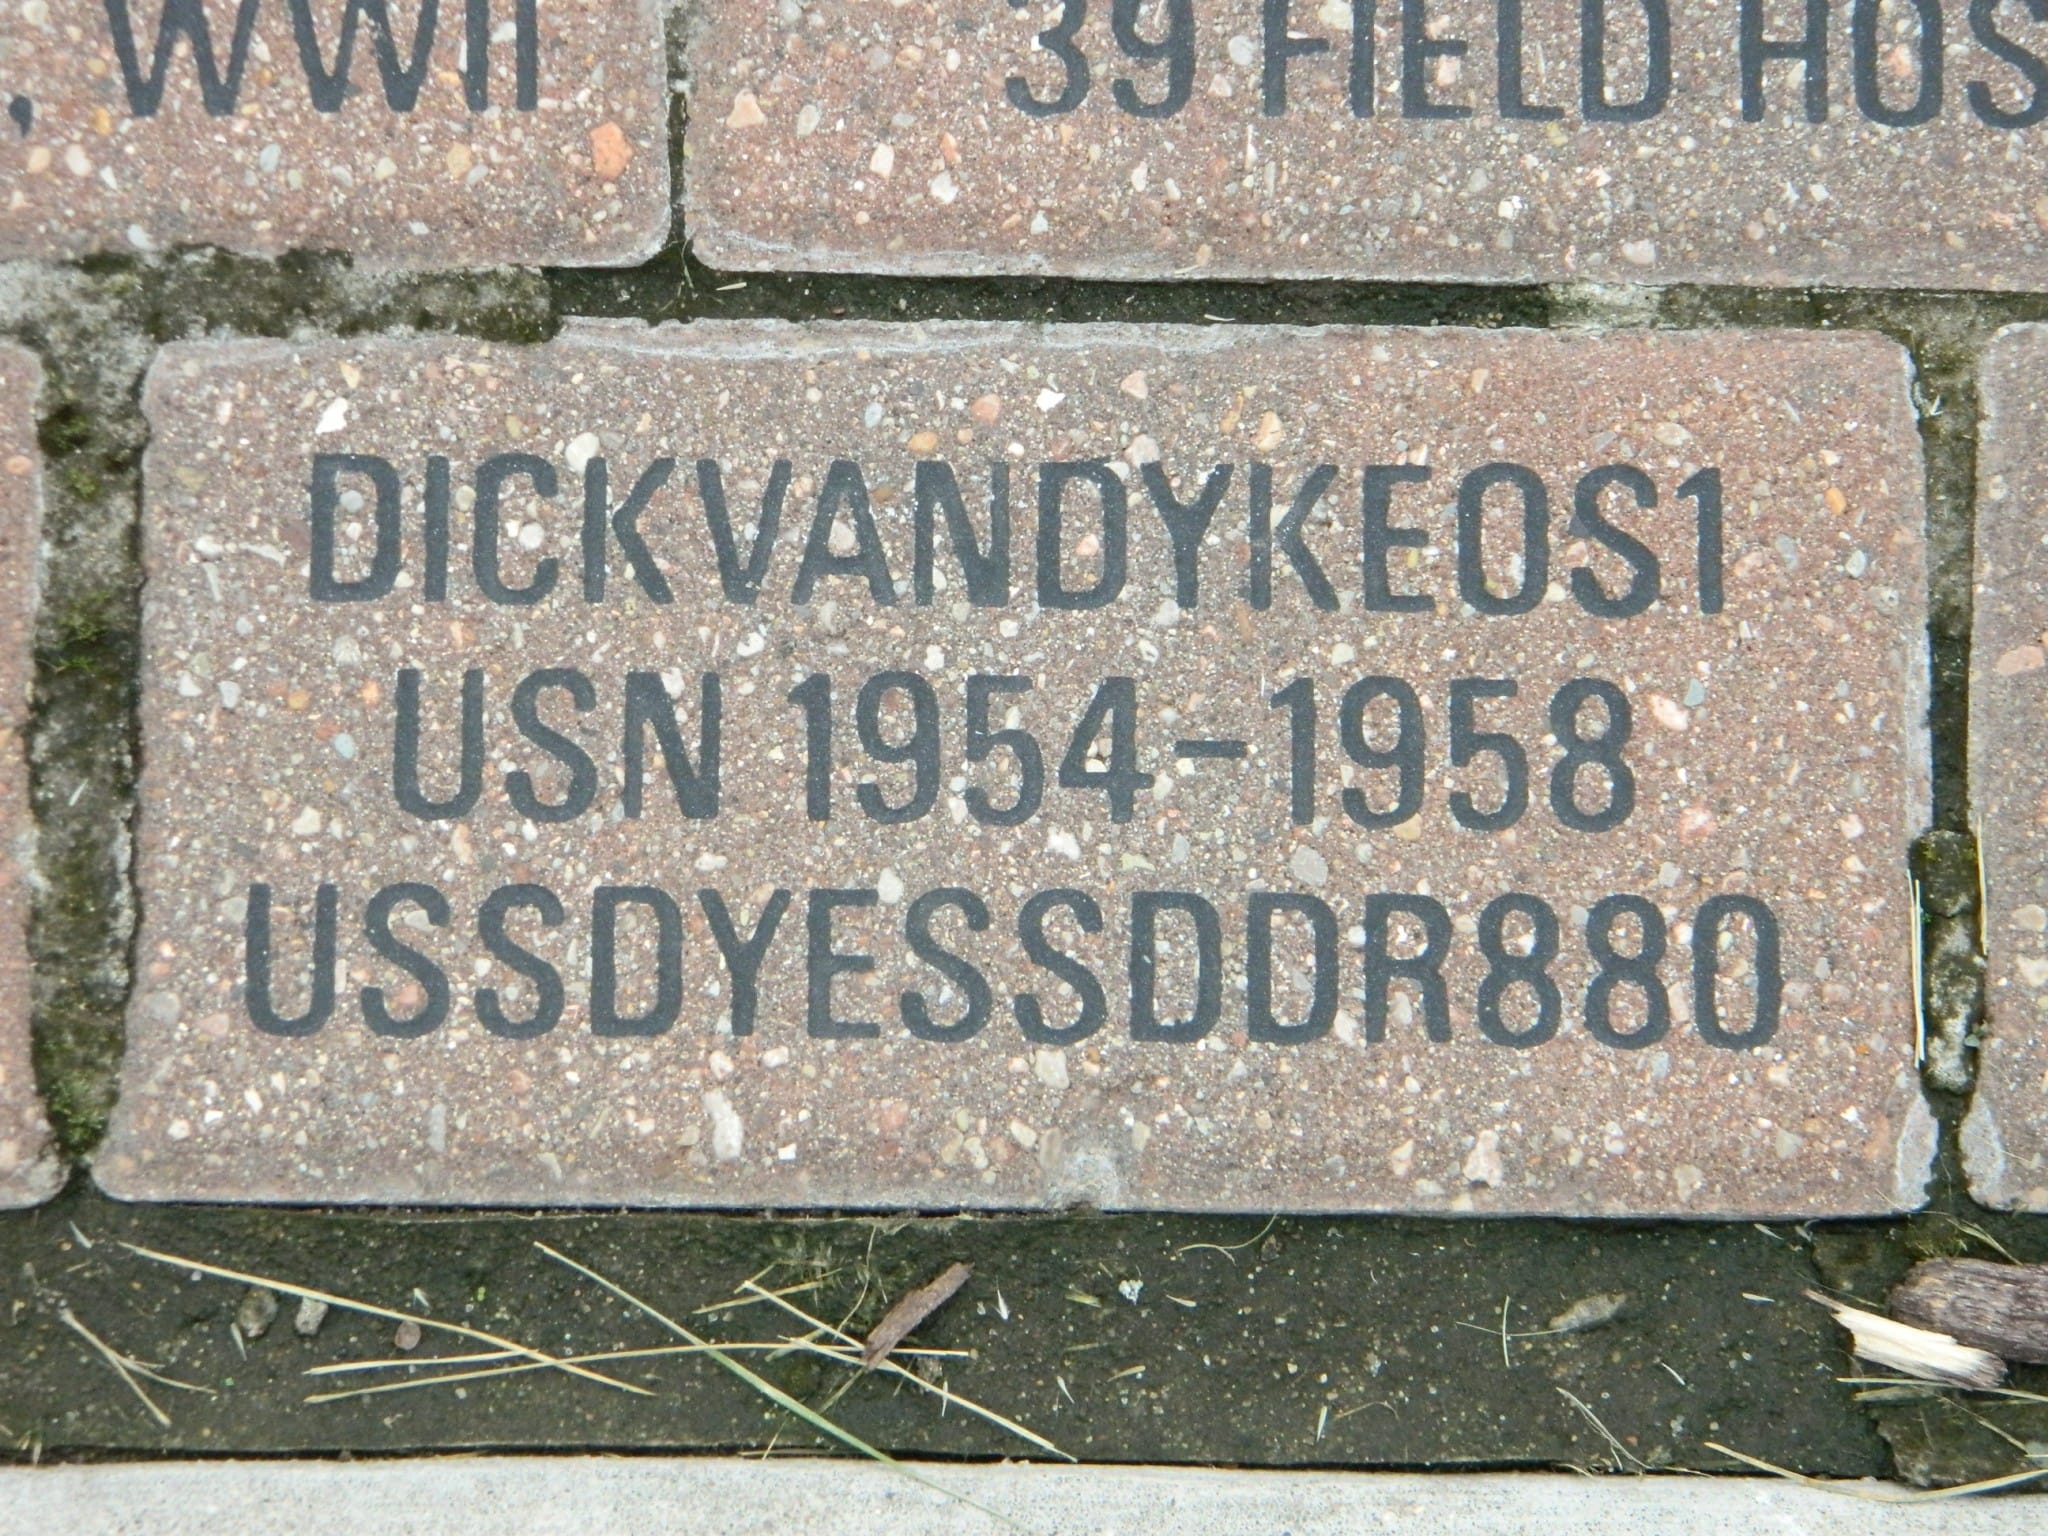 , WWII
39 FIELD HOS
DICKVANDYKEOS1
USN 1954-1958
USSDYESSDDR880